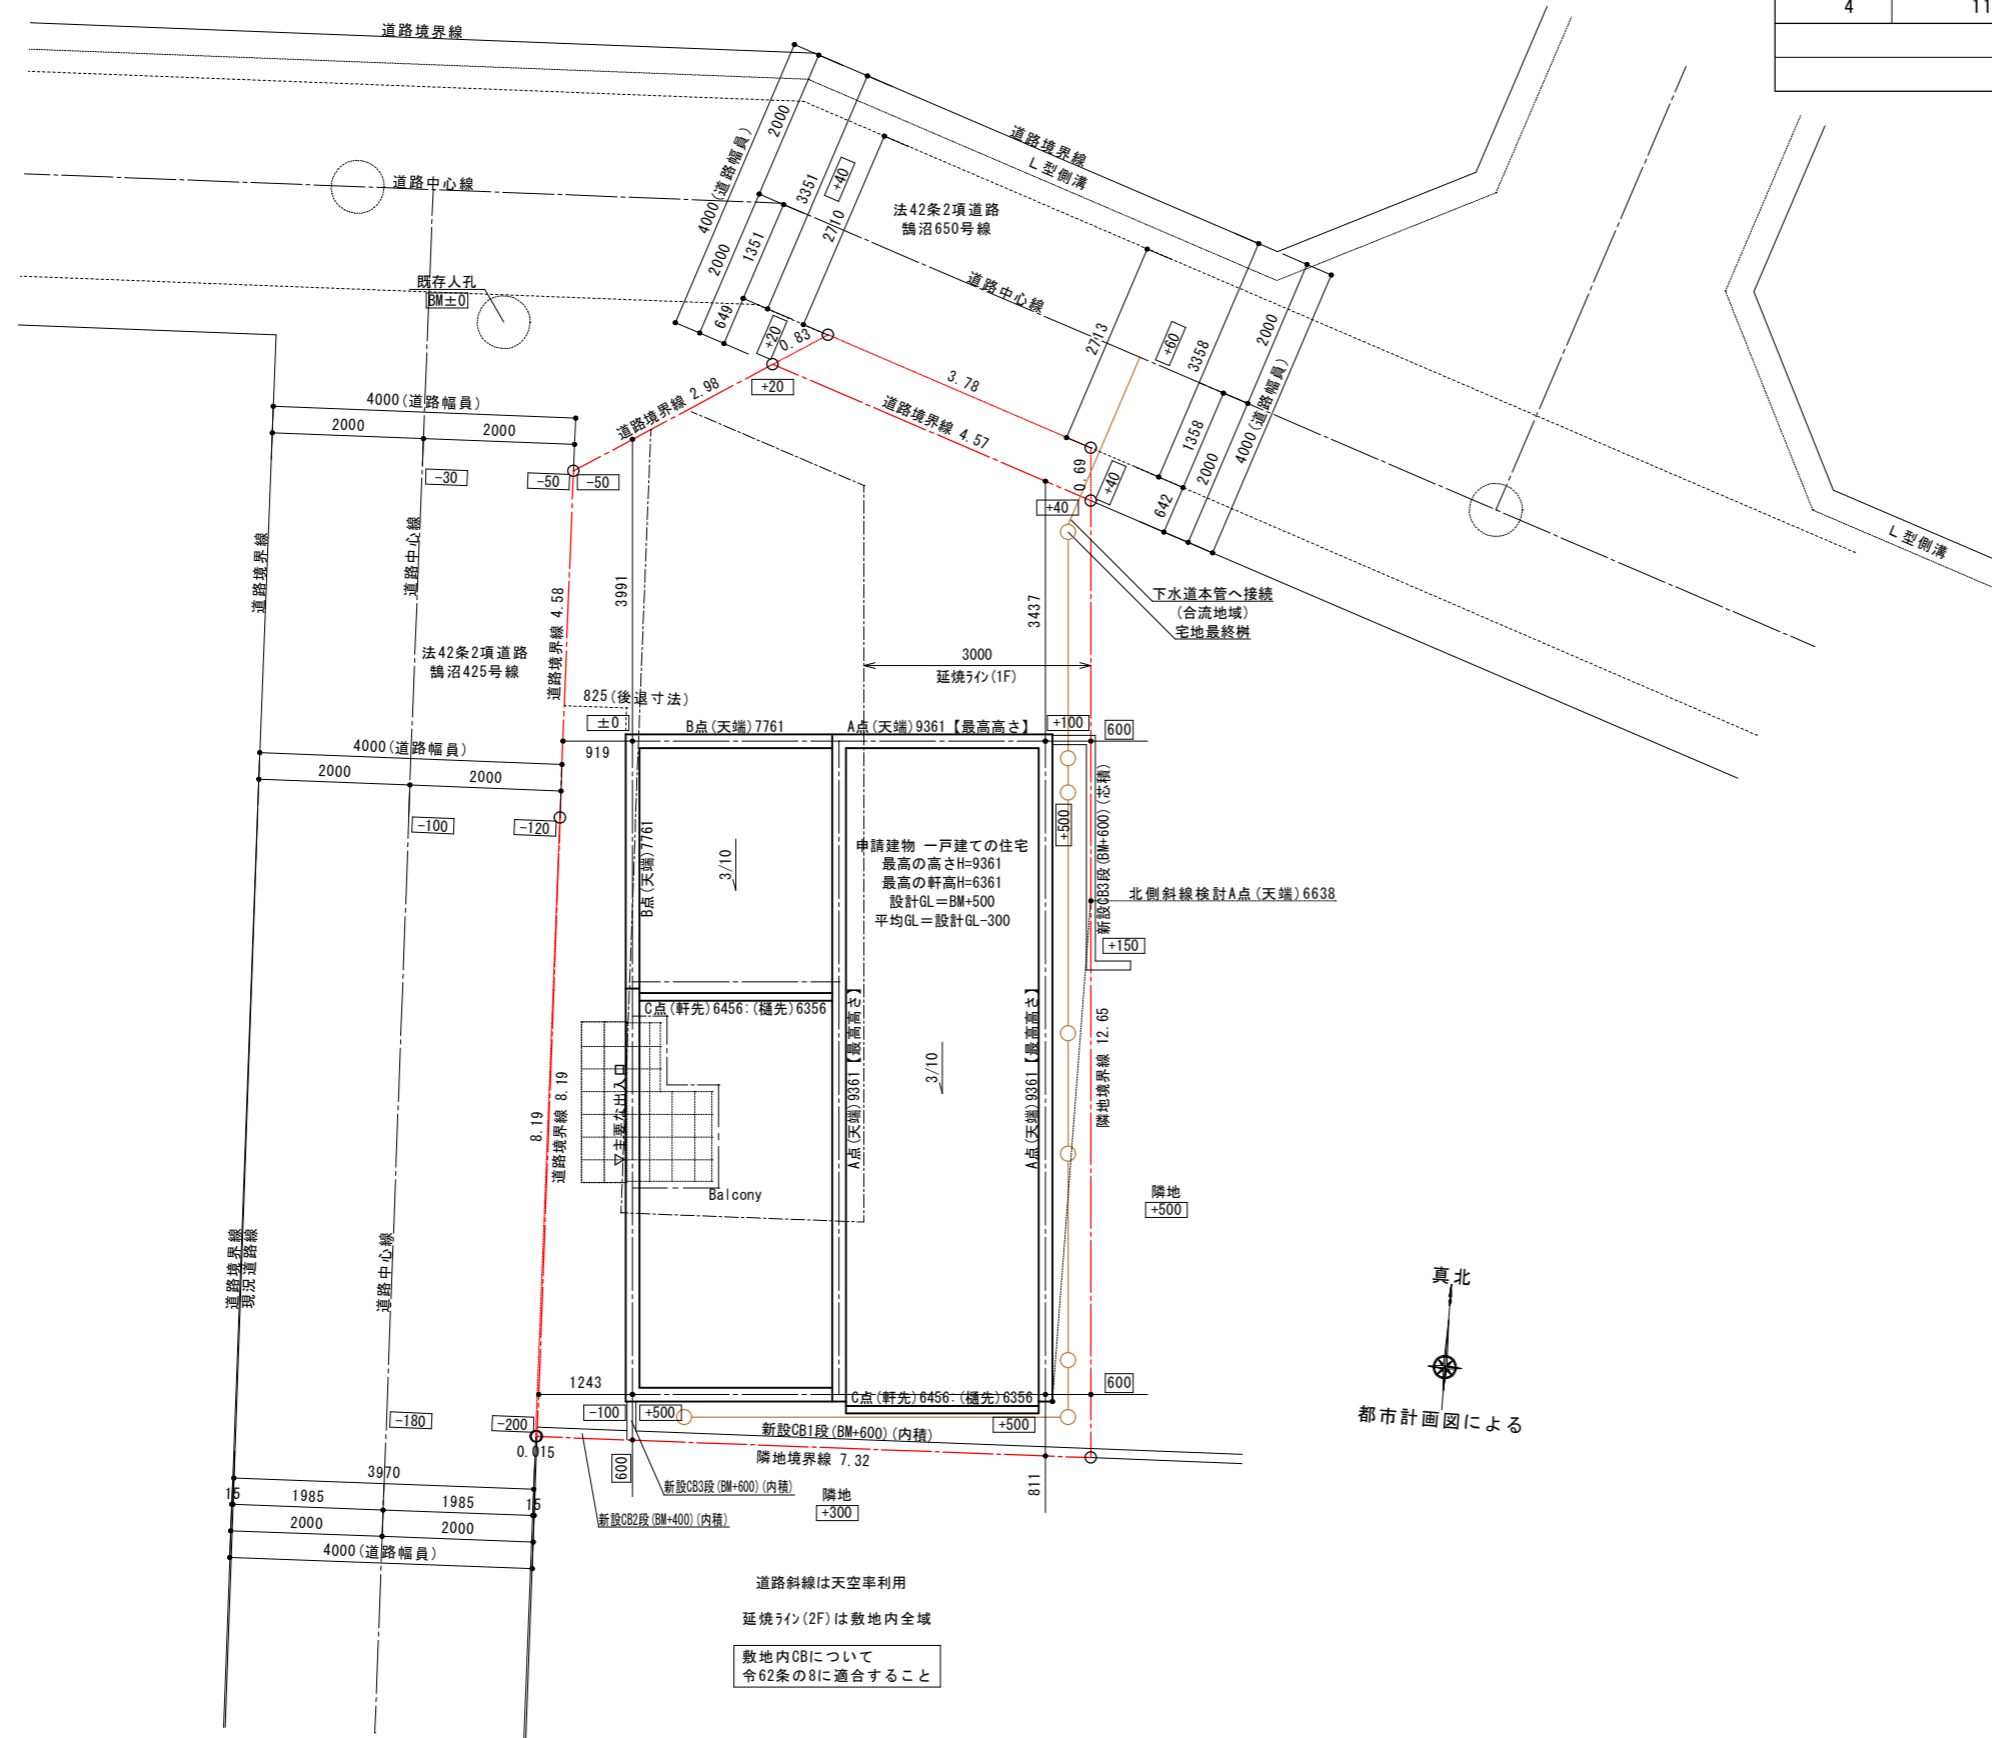 4
11
道路境界線
2000
4000(道路幅員)
3351
+40
2710
道路境界線
L型側溝
法42条2項道路
鵠沼650号線
道路中心線
道路中心線
2000
1351
649
既存人孔
BM±0
+20
0.83
+20
道路境界線 2.98
3.78
道路境界線 4.57
2713
+60
3358
2000
4000(道路幅員)
1358
2000
642
0.69
+40
+40
L型側溝
4000(道路幅員)
2000
2000
-30
-50
-50
道路境界線
道路中心線
道路境界線 4.58
3991
3437
下水道本管へ接続
(合流地域)
宅地最終桝
法42条2項道路
鵠沼425号線
3000
延焼ライン(1F)
825(後退寸法)
±0
B点(天端)7761
A点(天端)9361【最高高さ】
+100
600
919
4000(道路幅員)
2000
2000
-100
-120
B点(天端)7761
3/10
申請建物 一戸建ての住宅
最高の高さH=9361
最高の軒高H=6361
設計GL=BM+500
平均GL=設計GL-300
+500
新設CB3段(BM+600)(芯積)
北側斜線検討A点(天端)6638
+150
C点(軒先)6456:(樋先)6356
A点(天端)9361【最高高さ】
3/10
A点(天端)9361【最高高さ】
隣地境界線 12.65
8.19
道路境界線 8.19
▽主要な出入口
Balcony
隣地
+500
道路境界線
現況道路線
道路中心線
真北
都市計画図による
1243
C点(軒先)6456:(樋先)6356
600
-180
-200
-100
+500
+500
新設CB1段(BM+600)(内積)
0.015
隣地境界線 7.32
600
811
新設CB3段(BM+600)(内積)
隣地
+300
新設CB2段(BM+400)(内積)
3970
15
1985
1985
15
2000
2000
4000(道路幅員)
道路斜線は天空率利用
延焼ライン(2F)は敷地内全域
敷地内CBについて
令62条の8に適合すること